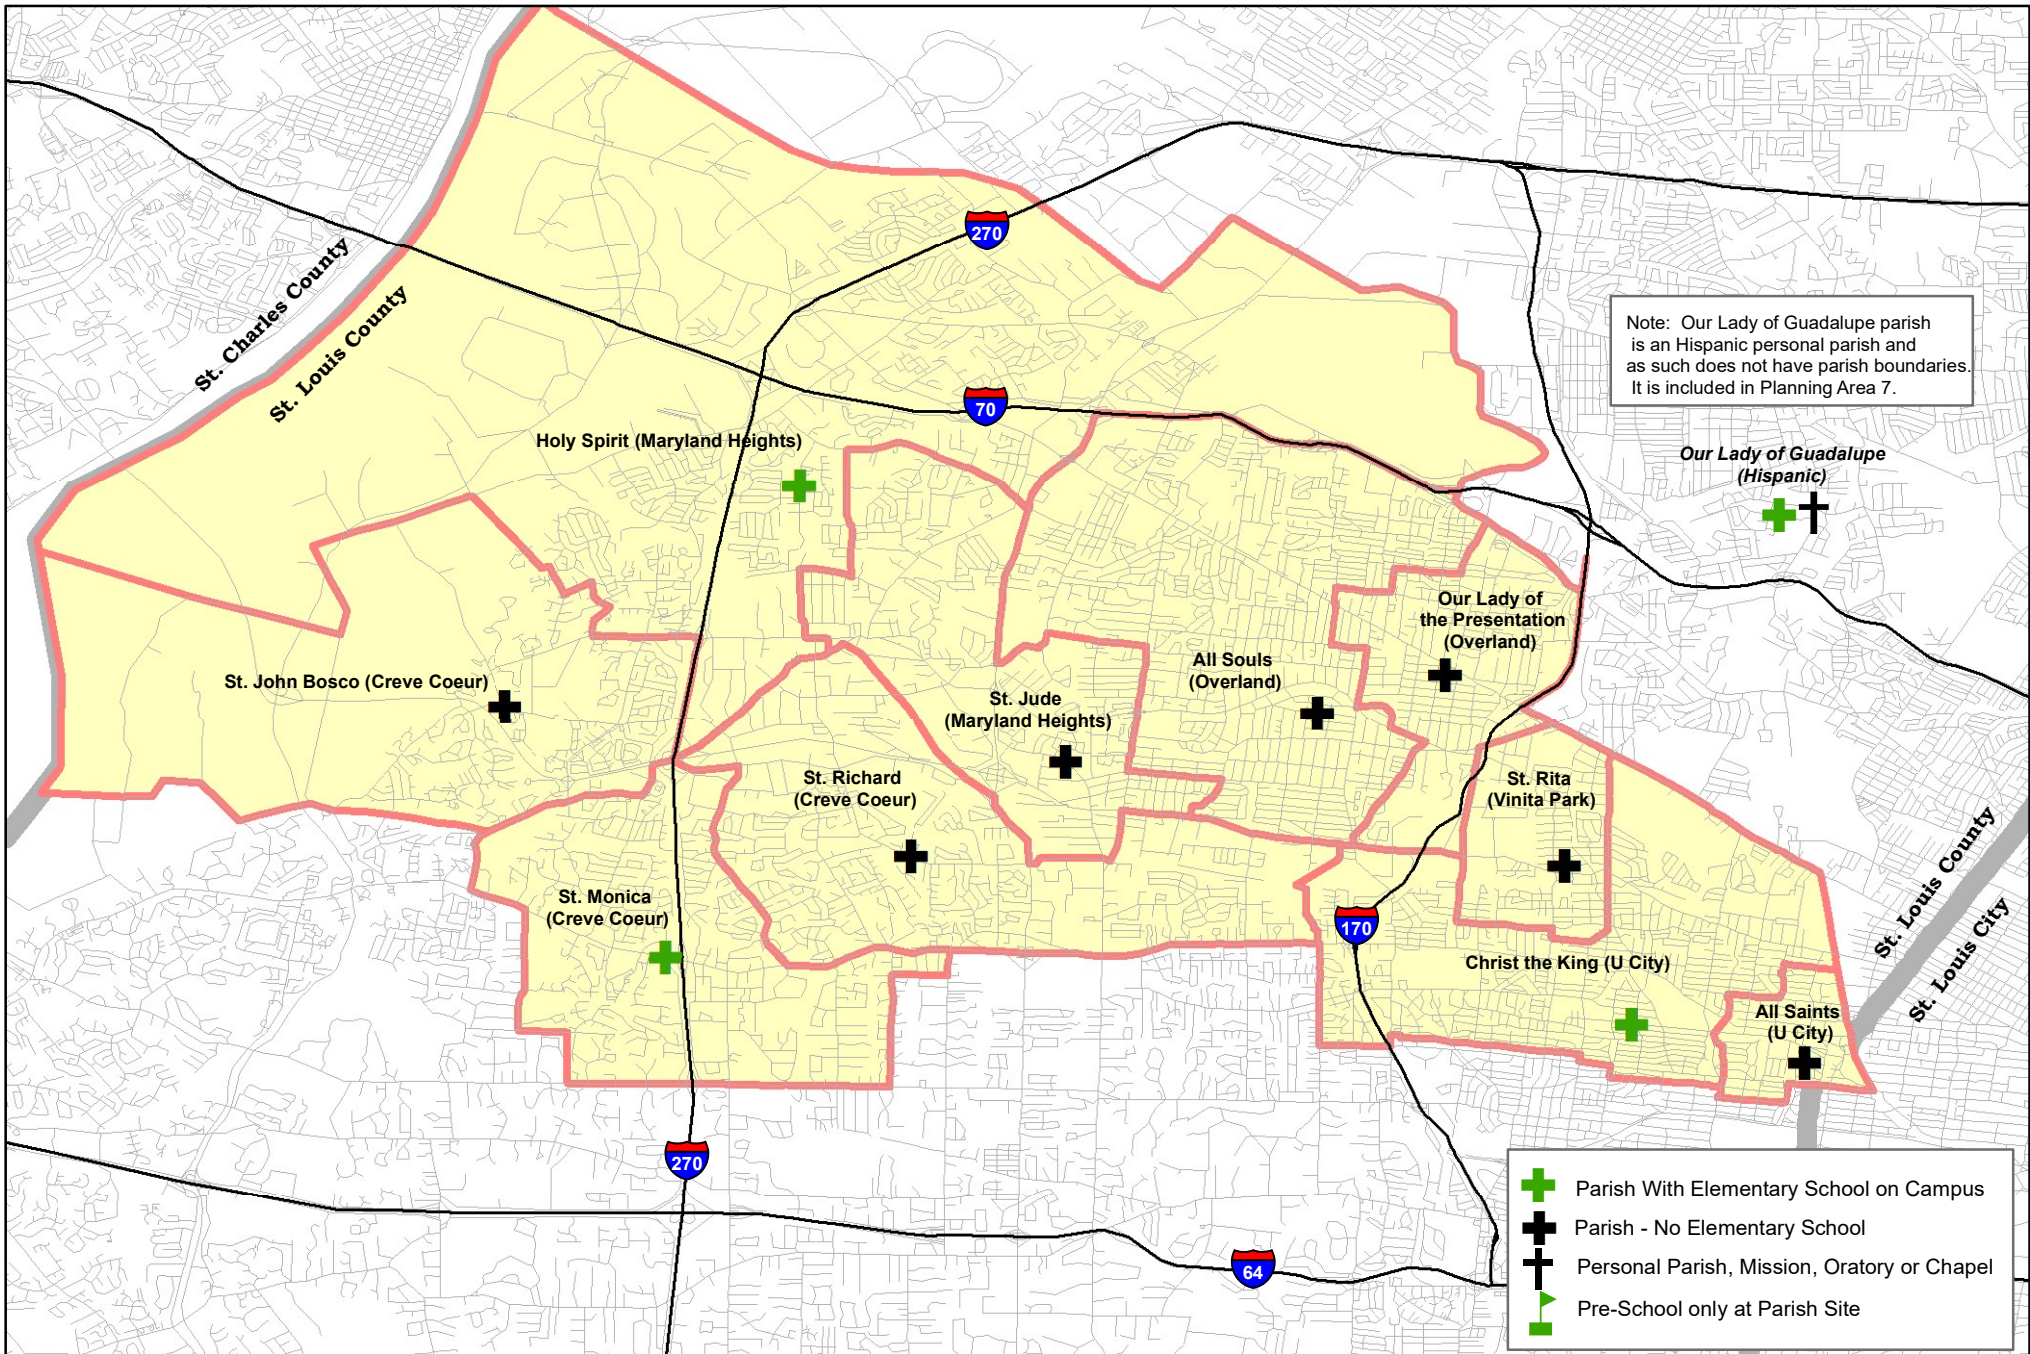 270
St. Charles County
St. Louis County
Note: Our Lady of Guadalupe parish
is an Hispanic personal parish and
as such does not have parish boundaries.
It is included in Planning Area 7.
70
Holy Spirit (Maryland Heights)
Our Lady of Guadalupe
(Hispanic)
Our Lady of
the Presentation
(Overland)
All Souls
(Overland)
St. John Bosco (Creve Coeur)
St. Jude
(Maryland Heights)
St. Richard
(Creve Coeur)
St. Rita
(Vinita Park)
St. Monica
(Creve Coeur)
170
Christ the King (U City)
St. Louis County
St. Louis City
All Saints
(U City)
270
64
Parish With Elementary School on Campus
Parish - No Elementary School
Personal Parish, Mission, Oratory or Chapel
Pre-School only at Parish Site